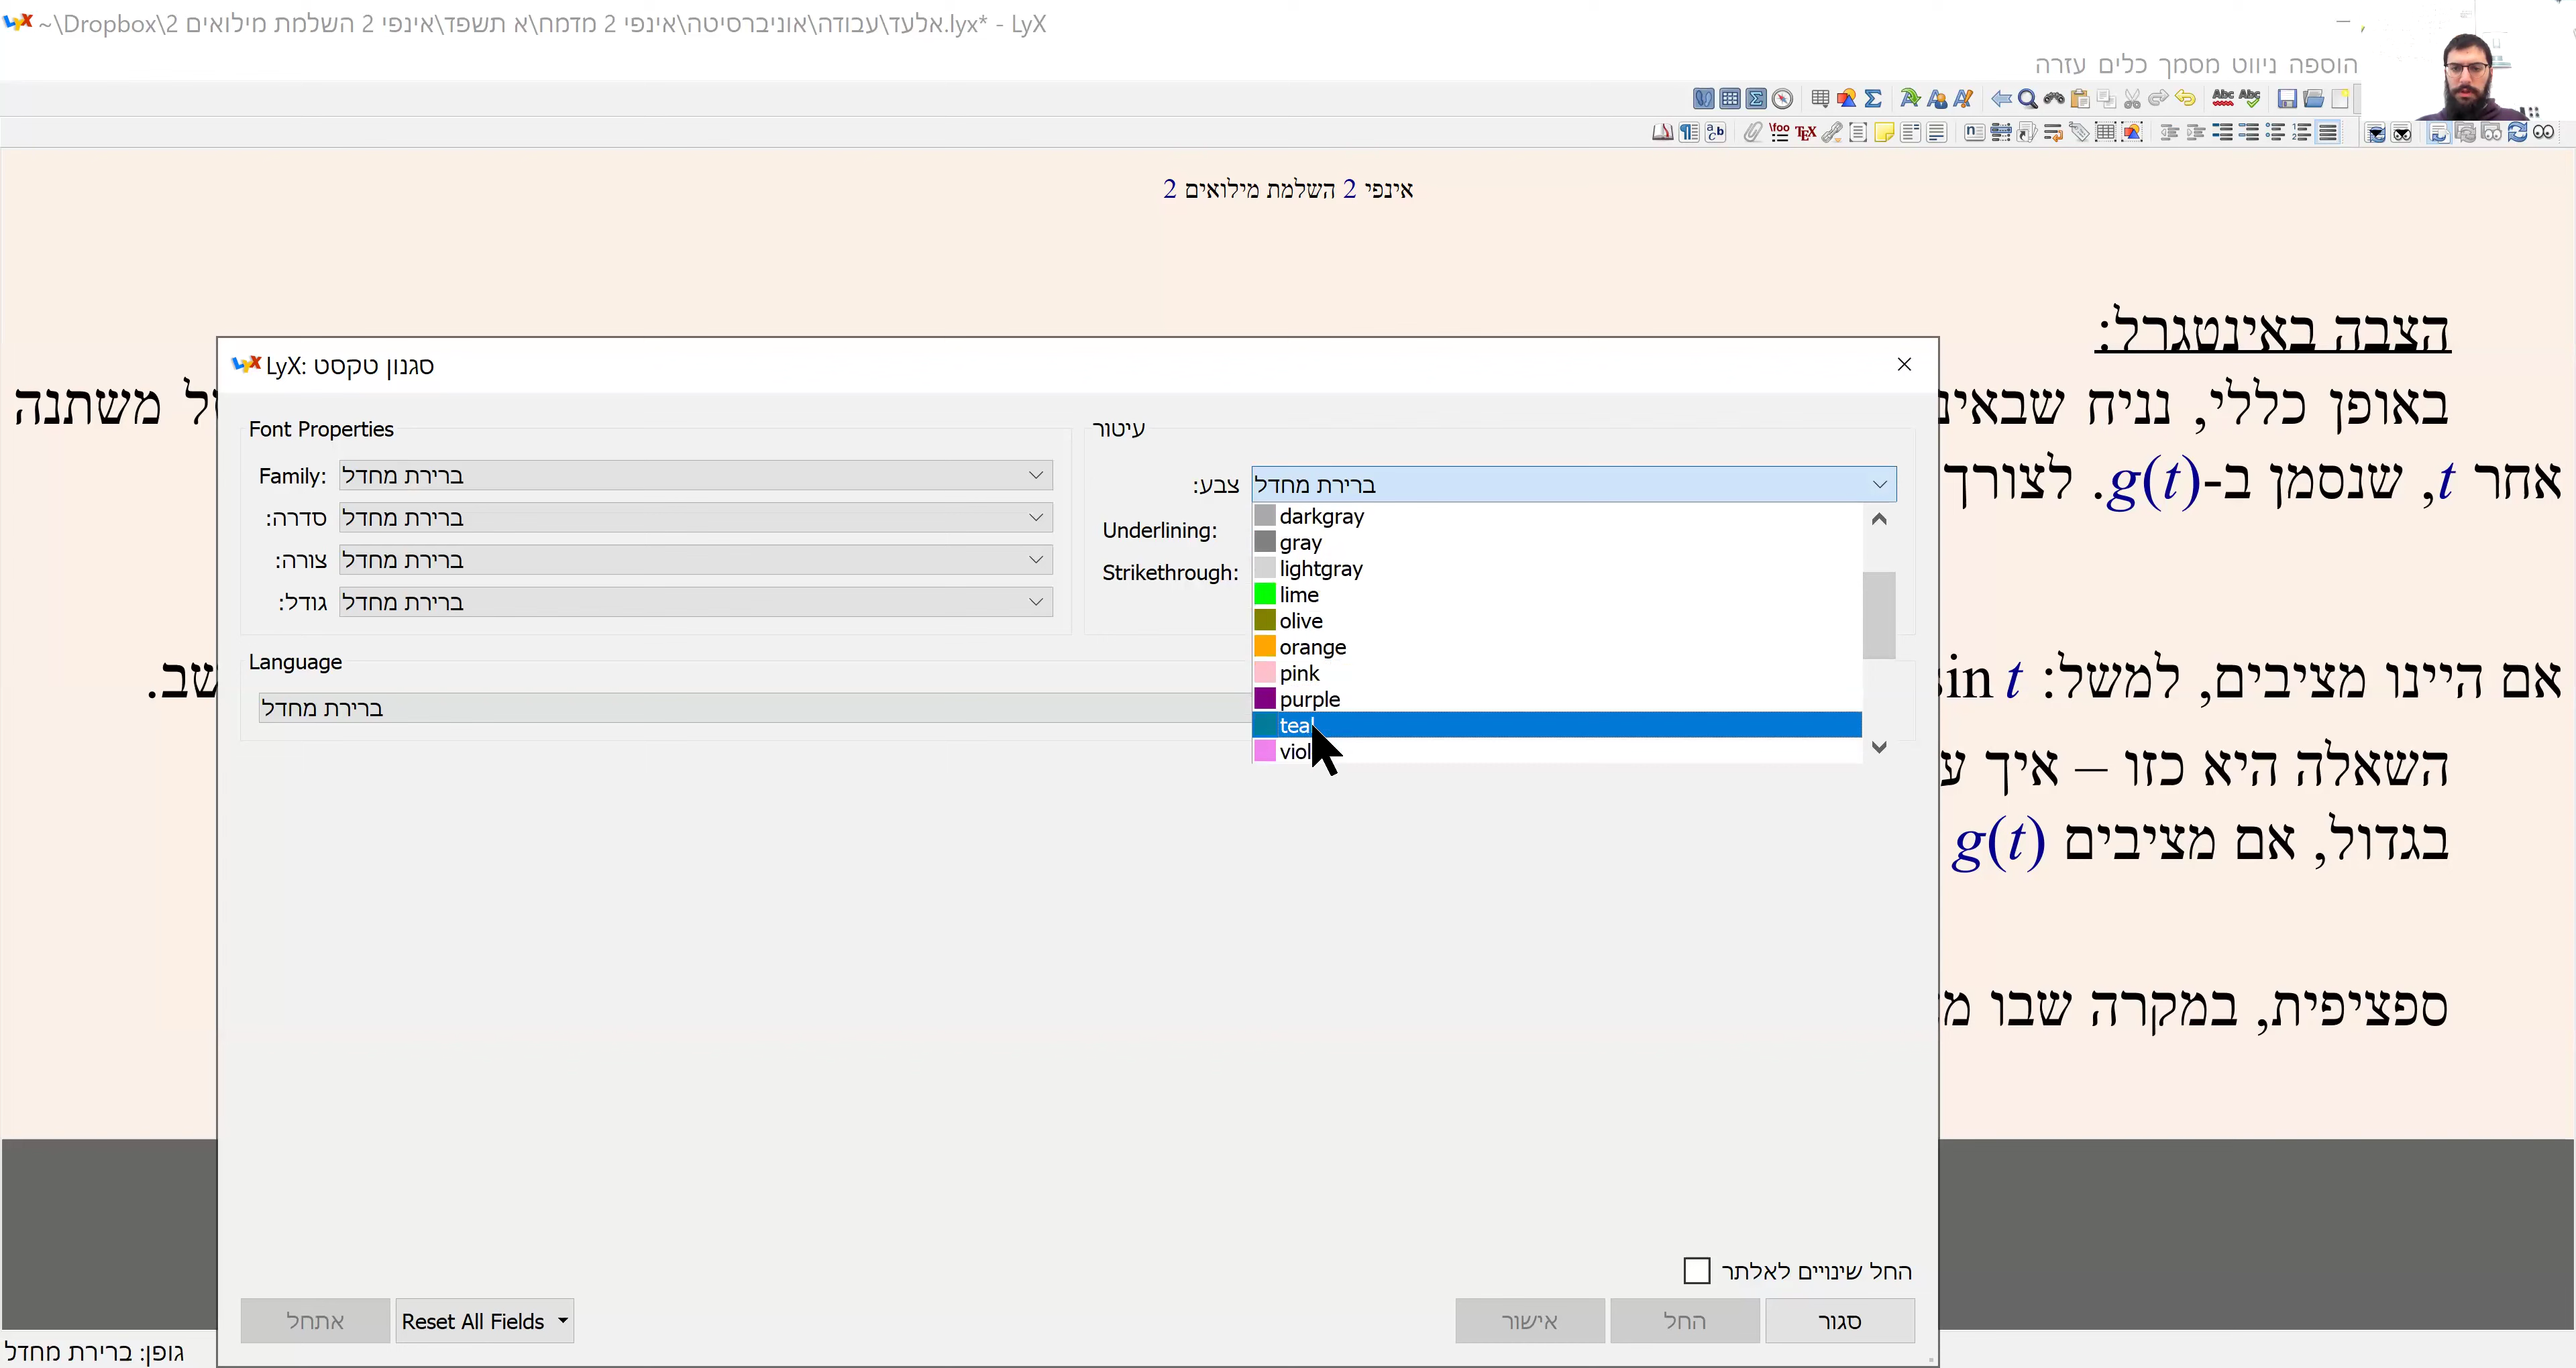 ~\Dropbox\אלעד\עבודה\אוניברסיטה\אינפי 2 מדמח\א תשפד\אינפי 2 השלמת מילואים 2.lyx* - LyX
הוספה ניווט מסמך כלים עזרה
אינפי 2 השלמת מילואים 2
הצבה באינטגרל:
באופן כללי, נניח
משתנה
אחר t, שנסמן ב-g(t). לצורך
אם היינו מציבים, למשל: t
השאלה היא כזו – איך
בגדול, אם מציבים g(t)
ספציפית, במקרה שבו
LyX: סגנון טקסט
Font Properties
Family: ברירת מחדל
סדרה: ברירת מחדל
צורה: ברירת מחדל
גודל: ברירת מחדל
עיטור
צבע: ברירת מחדל
Underlining:
Strikethrough:
darkgray
gray
lightgray
lime
olive
orange
pink
purple
teal
Language
ברירת מחדל
החל שינויים לאלתר
אתחל
Reset All Fields
אישור
החל
סגור
גופן: ברירת מחדל